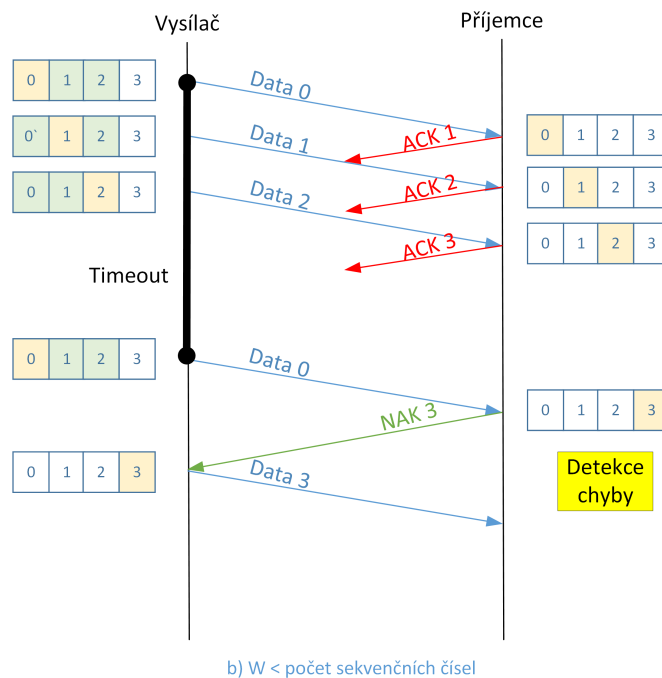 Vysílač
Příjemce
0 1 2 3
Data 0
0` 1 2 3
Data 1
ACK 1
0 1 2 3
0 1 2 3
Data 2
ACK 2
0 1 2 3
ACK 3
0 1 2 3
Timeout
0 1 2 3
Data 0
NAK 3
0 1 2 3
0 1 2 3
Data 3
Detekce
chyby
b) W < počet sekvenčních čísel